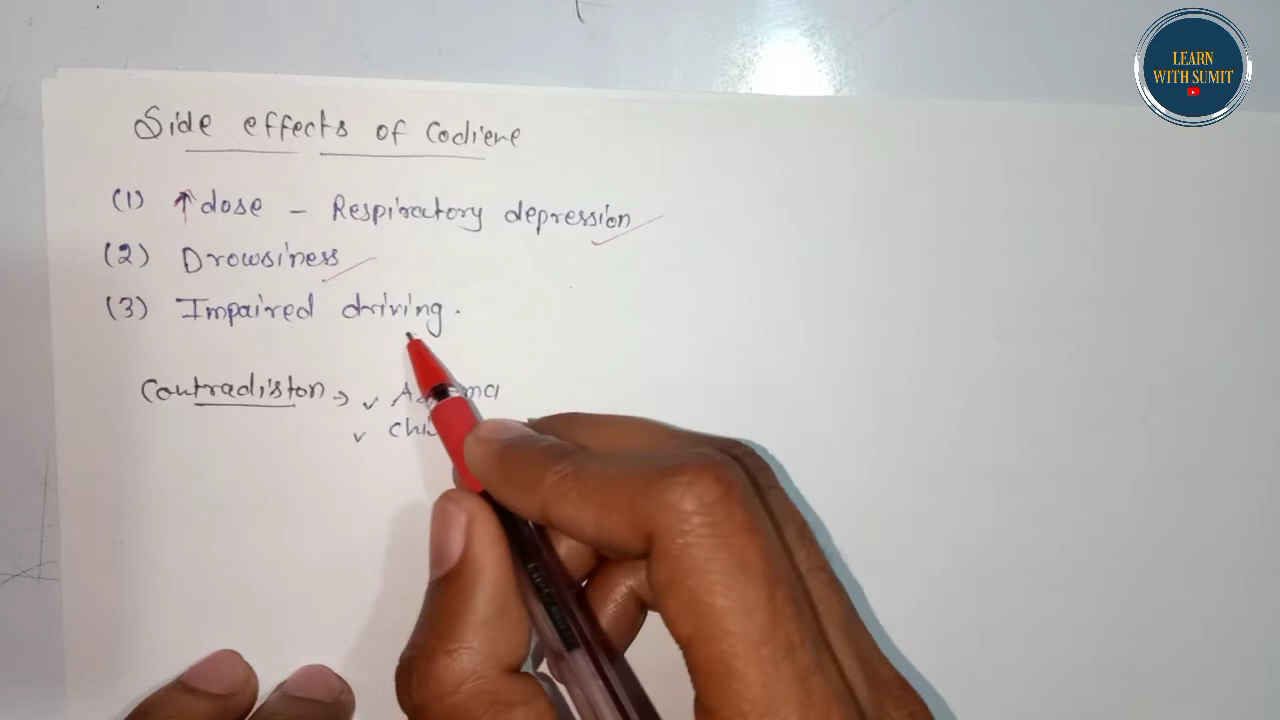 LEARN
WITH SUMIT
Side effects of Codiene
(1) ↑ dose - Respiratory depression
(2) Drowsiness
(3) Impaired driving.
Contradiston → ✓
✓